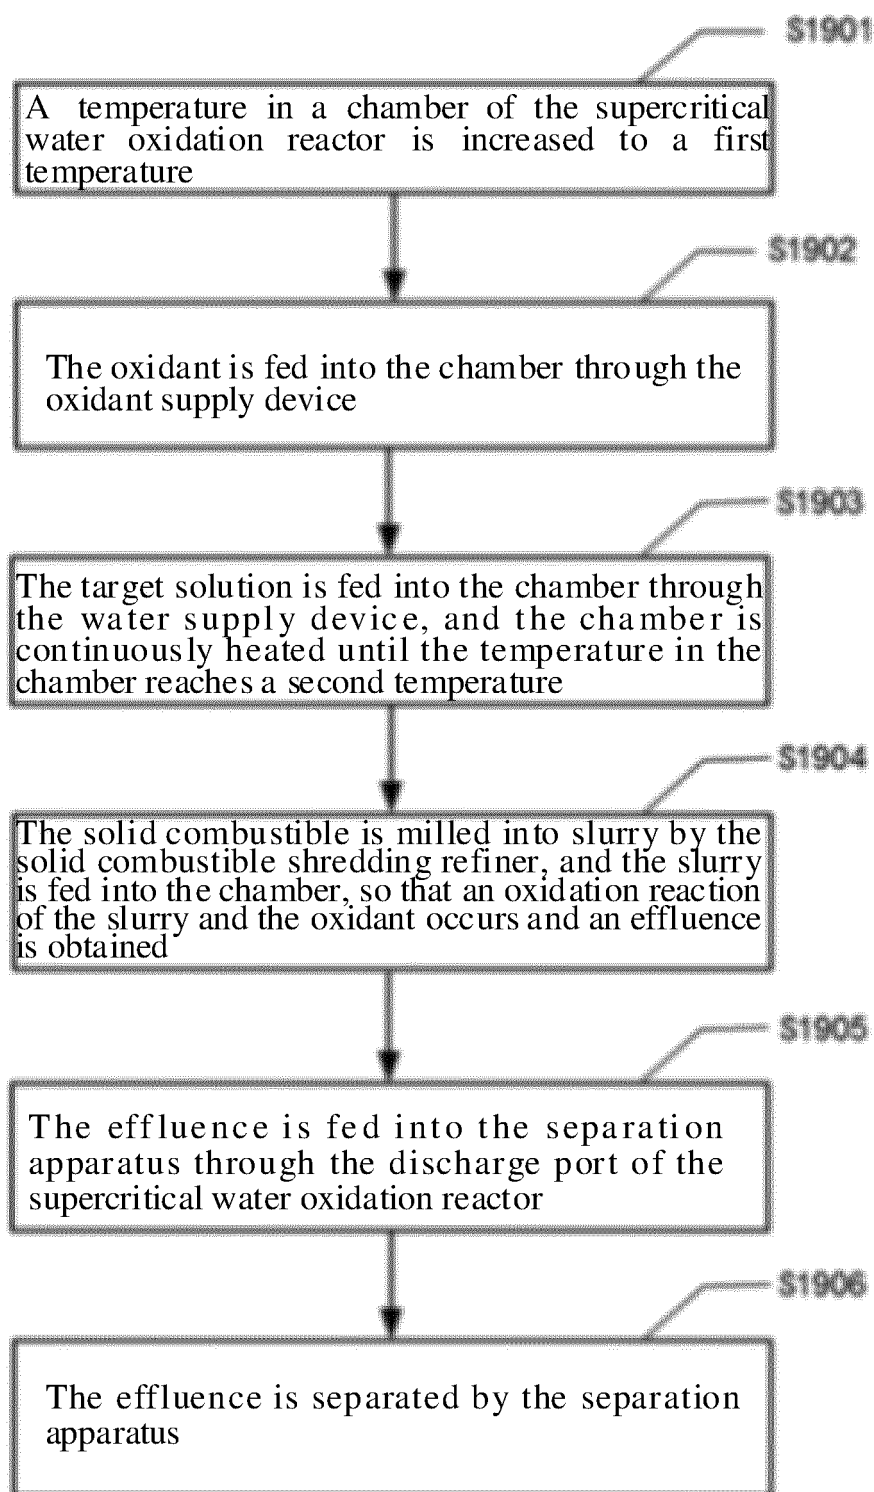 S1901
A temperature in a chamber of the supercritical
water oxidation reactor is increased to a first
temperature
S1902
The oxidant is fed into the chamber through the
oxidant supply device
S1903
The target solution is fed into the chamber through
the water supply device, and the chamber is
continuously heated until the temperature in the
chamber reaches a second temperature
S1904
The solid combustible is milled into slurry by the
solid combustible shredding refiner, and the slurry
is fed into the chamber, so that an oxidation reaction
of the slurry and the oxidant occurs and an effluence
is obtained
S1905
The effluence is fed into the separation
apparatus through the discharge port of the
supercritical water oxidation reactor
S1906
The effluence is separated by the separation
apparatus